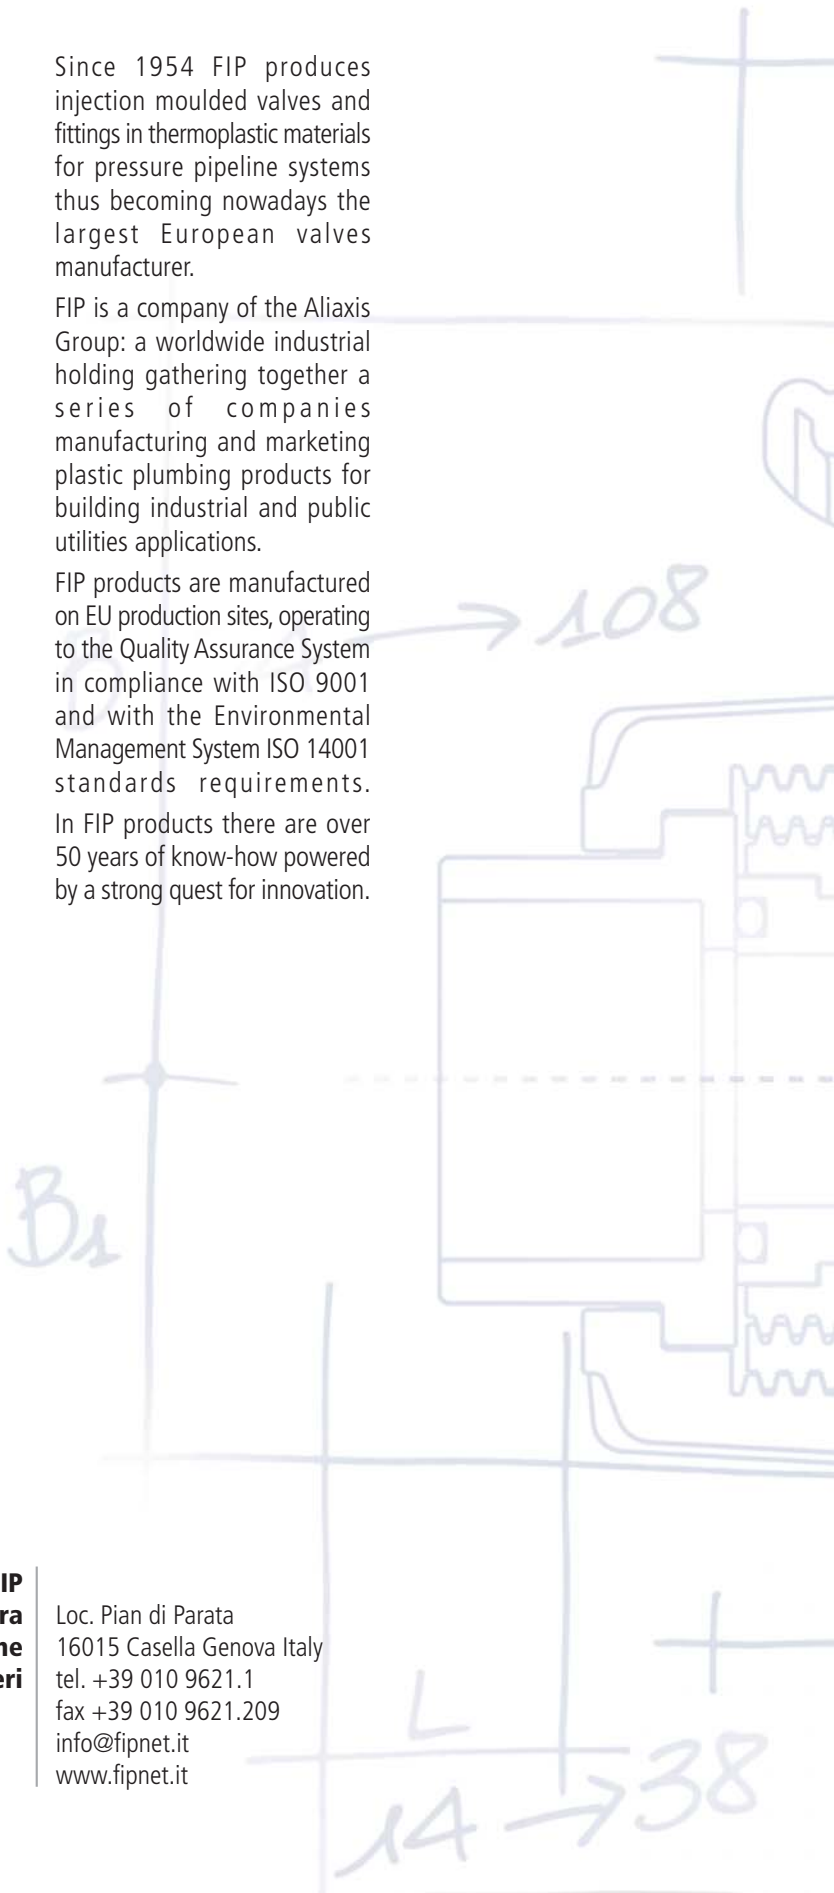 Since 1954 FIP produces
injection moulded valves and
fittings in thermoplastic materials
for pressure pipeline systems
thus becoming nowadays the
largest European valves
manufacturer.
FIP is a company of the Aliaxis
Group: a worldwide industrial
holding gathering together a
series of companies
manufacturing and marketing
plastic plumbing products for
building industrial and public
utilities applications.
FIP products are manufactured
on EU production sites, operating
to the Quality Assurance System
in compliance with ISO 9001
and with the Environmental
Management System ISO 14001
standards requirements.
In FIP products there are over
50 years of know-how powered
by a strong quest for innovation.
→ 108
B1
IP
ra
ne
eri
Loc. Pian di Parata
16015 Casella Genova Italy
tel. +39 010 9621.1
fax +39 010 9621.209
info@fipnet.it
www.fipnet.it
L
14 → 38